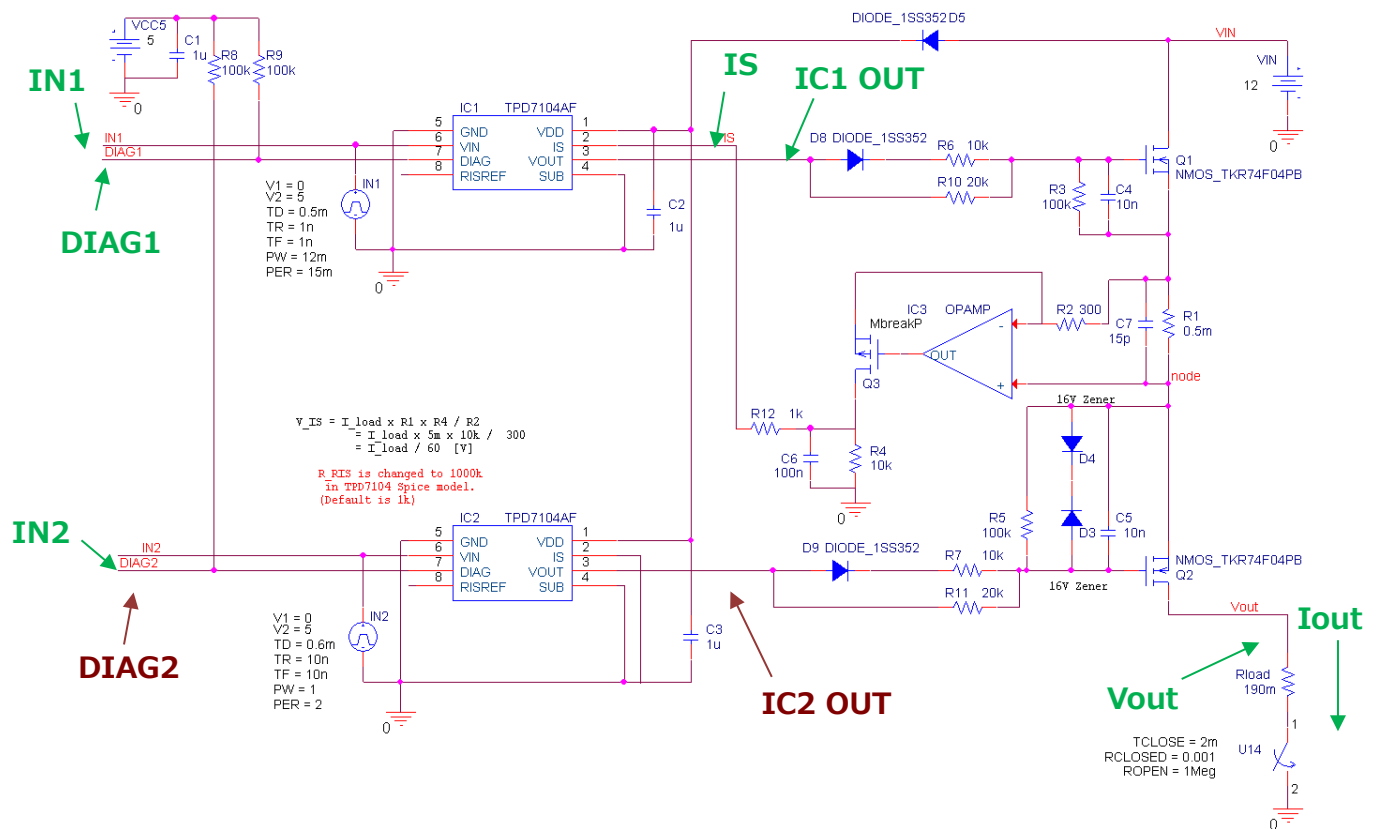 VCC5
5
C1
1u
R8
100k
R9
100k
0
DIODE_1SS352 D5
VIN
VIN
12
0
IN1
IS
IC1 OUT
IN1
DIAG1
DIAG1
IC1 TPD7104AF
5 GND VDD 1
6 VIN IS 2
7 DIAG VOUT 3
8 RISREF SUB 4
IS
D8 DIODE_1SS352
R6 10k
R10 20k
R3
100k
C4
10n
Q1
NMOS_TKR74F04PB
V1 = 0
V2 = 5
TD = 0.5m
TR = 1n
TF = 1n
PW = 12m
PER = 15m
IN1
C2
1u
0
IC3 OPAMP
MbreakP
OUT
-
+
Q3
R2 300
C7
15p
R1
0.5m
node
16V Zener
R12 1k
C6
100n
R4
10k
0
V_IS = I_load x R1 x R4 / R2
= I_load x 5m x 10k / 300
= I_load / 60 [V]
R_RIS is changed to 1000k
in TPD7104 Spice model.
(Default is 1k)
D4
R5
100k
D3
C5
10n
IN2
IN2
DIAG2
DIAG2
IC2 TPD7104AF
5 GND VDD 1
6 VIN IS 2
7 DIAG VOUT 3
8 RISREF SUB 4
D9 DIODE_1SS352
R7 10k
R11 20k
16V Zener
NMOS_TKR74F04PB
Q2
V1 = 0
V2 = 5
TD = 0.6m
TR = 10n
TF = 10n
PW = 1
PER = 2
IN2
C3
1u
0
IC2 OUT
Vout
Iout
Vout
Rload
190m
1
TCLOSE = 2m
RCLOSED = 0.001
ROPEN = 1Meg
U14
2
0